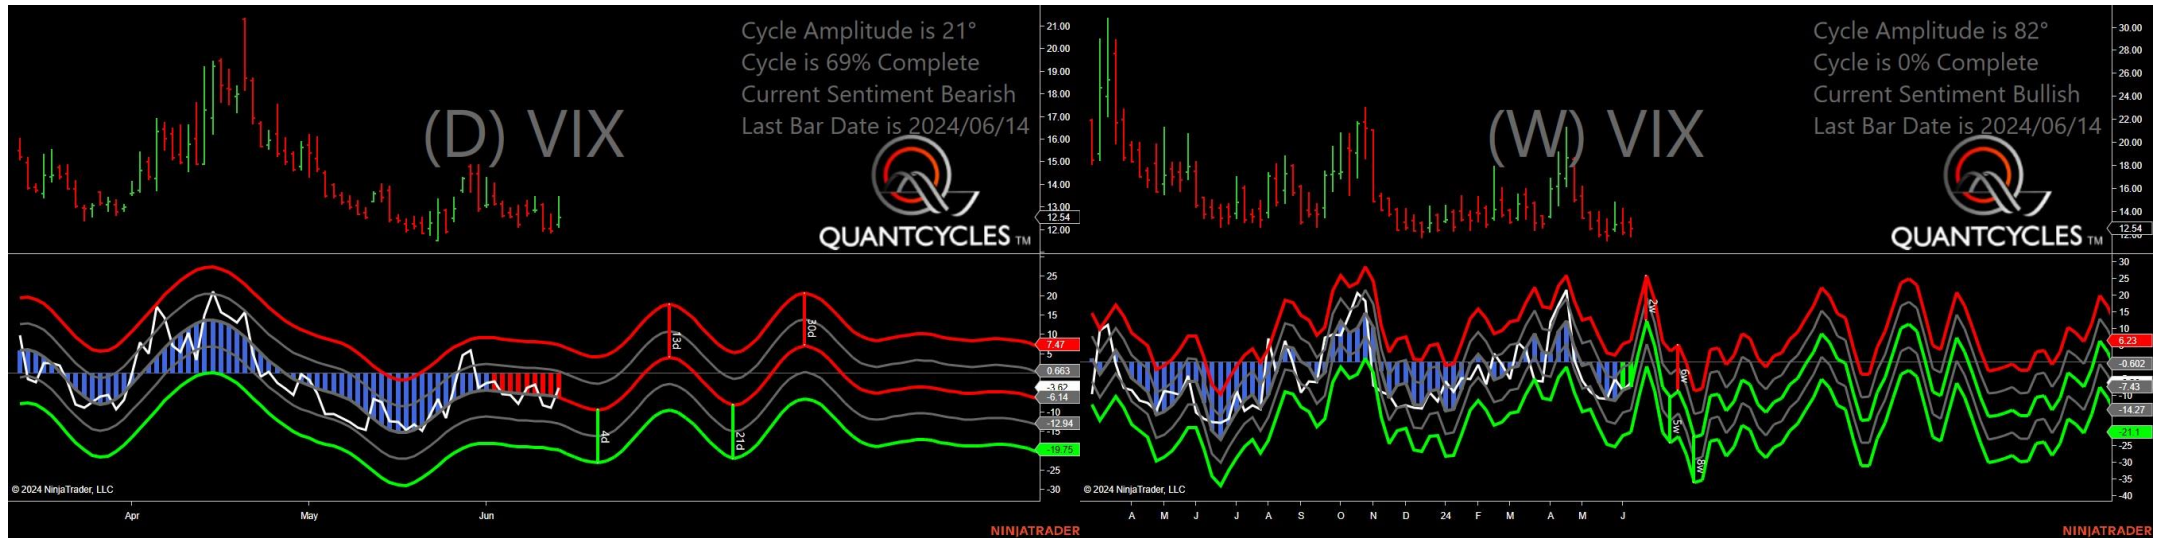 Cycle Amplitude is 21°
Cycle is 69% Complete
Current Sentiment Bearish
Last Bar Date is 2024/06/14
(D) VIX
QUANTCYCLES TM
21.00
20.00
19.00
18.00
17.00
16.00
15.00
14.00
13.00
12.54
12.00
25
20
15
10
7.47
5
0.663
-3.62
-6.14
-10
-12.94
-15
-19.75
-25
-30
4d
13d
21d
30d
© 2024 NinjaTrader, LLC
Apr
May
Jun
NINJATRADER
Cycle Amplitude is 82°
Cycle is 0% Complete
Current Sentiment Bullish
Last Bar Date is 2024/06/14
(W) VIX
QUANTCYCLES TM
30.00
28.00
26.00
24.00
22.00
20.00
18.00
16.00
14.00
12.54
12.00
30
25
20
15
10
6.23
-0.602
-7.43
-10
-14.27
-21.1
-25
-30
-35
-40
2w
6w
5w
8w
© 2024 NinjaTrader, LLC
A M J J A S O N D 24 F M A M J
NINJATRADER